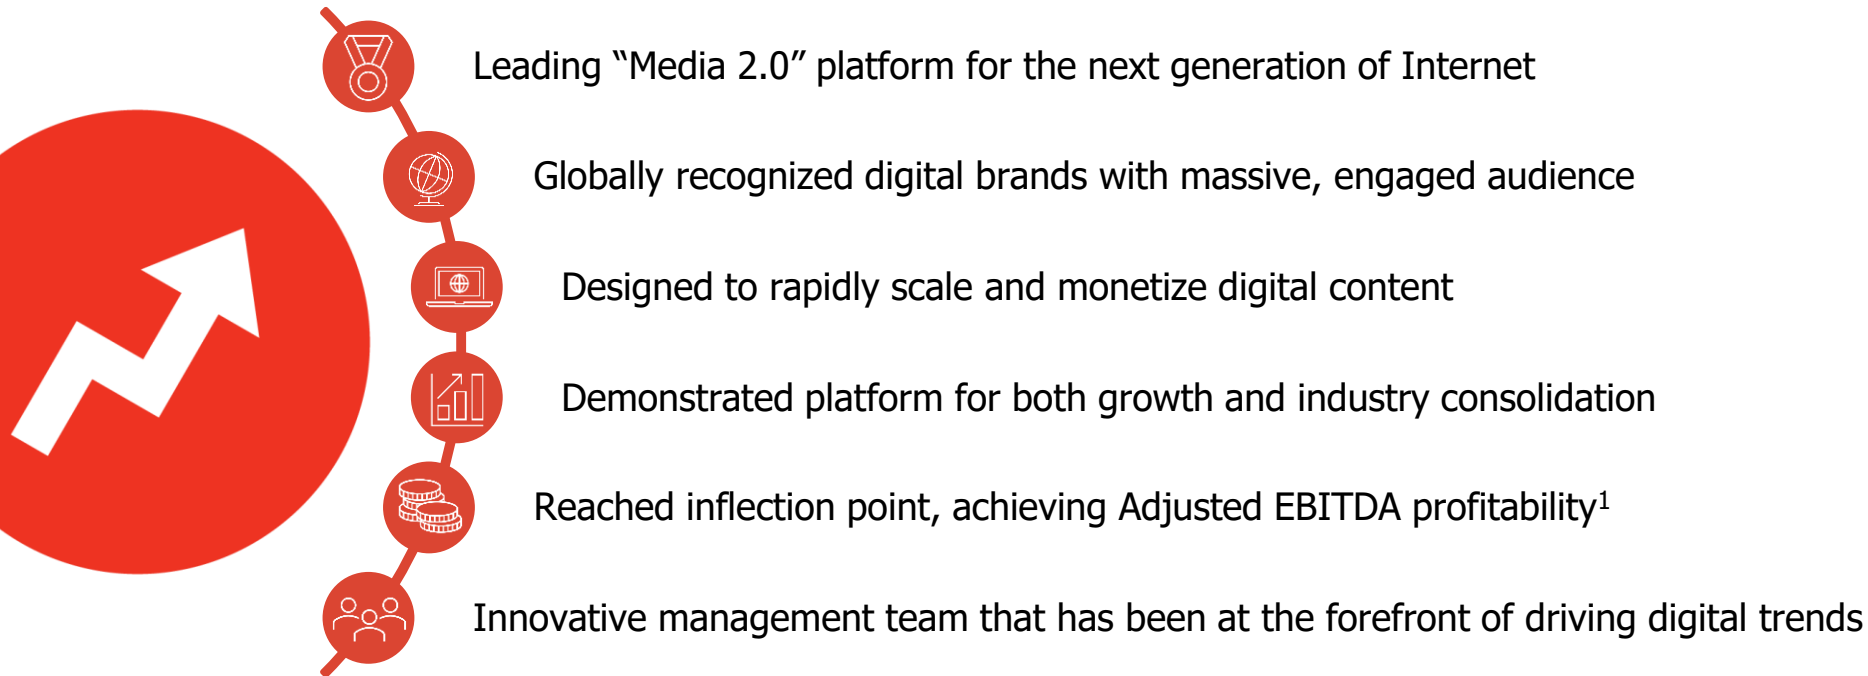 Leading “Media 2.0” platform for the next generation of Internet
Globally recognized digital brands with massive, engaged audience
Designed to rapidly scale and monetize digital content
Demonstrated platform for both growth and industry consolidation
Reached inflection point, achieving Adjusted EBITDA profitability¹
Innovative management team that has been at the forefront of driving digital trends